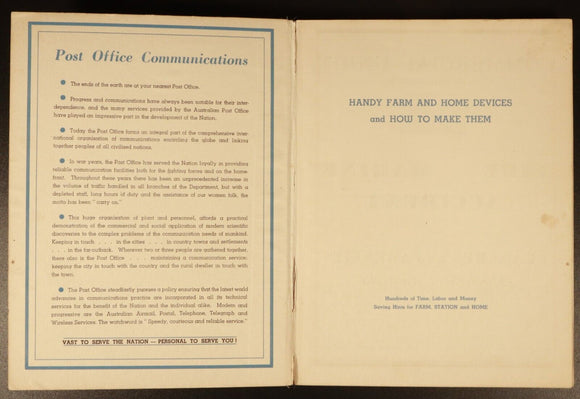 Post Office Communications
● The ends of the earth are at your nearest Post Office.
● Progress and communications have always been notable for their inter-
dependence, and the many services provided by the Australian Post Office
have played an impressive part in the development of the Nation.
● Today the Post Office forms an integral part of the comprehensive inter-
national organisation of communications encircling the globe and linking
together peoples of all civilised nations.
● In war years, the Post Office has served the Nation loyally in providing
reliable communication facilities both for the fighting forces and on the home-
front. Throughout these years there has been an unprecedented increase in
the volume of traffic handled in all branches of the Department, but with a
depleted staff, long hours of duty and the assistance of our women folk, the
motto has been "carry on."
● This huge organisation of plant and personnel, affords a practical
demonstration of the commercial and social application of modern scientific
discoveries to the complex problems of the communication needs of mankind.
Keeping in touch . . . in the cities . . . in country towns and settlements
. . . in the far-outback. Wherever two or three people are gathered together,
there also is the Post Office . . . . maintaining a communication service;
keeping the city in touch with the country and the rural dweller in touch with
the town.
● The Post Office steadfastly pursues a policy ensuring that the latest world
advances in communications practice are incorporated in all its technical
services for the benefit of the Nation and the individual alike. Modern and
progressive are the Australian Airmail, Postal, Telephone, Telegraph and
Wireless Services. The watchword is "Speedy, courteous and reliable service."
VAST TO SERVE THE NATION — PERSONAL TO SERVE YOU !
HANDY FARM AND HOME DEVICES
and HOW TO MAKE THEM
Hundreds of Time, Labor and Money
Saving Hints for FARM, STATION and HOME